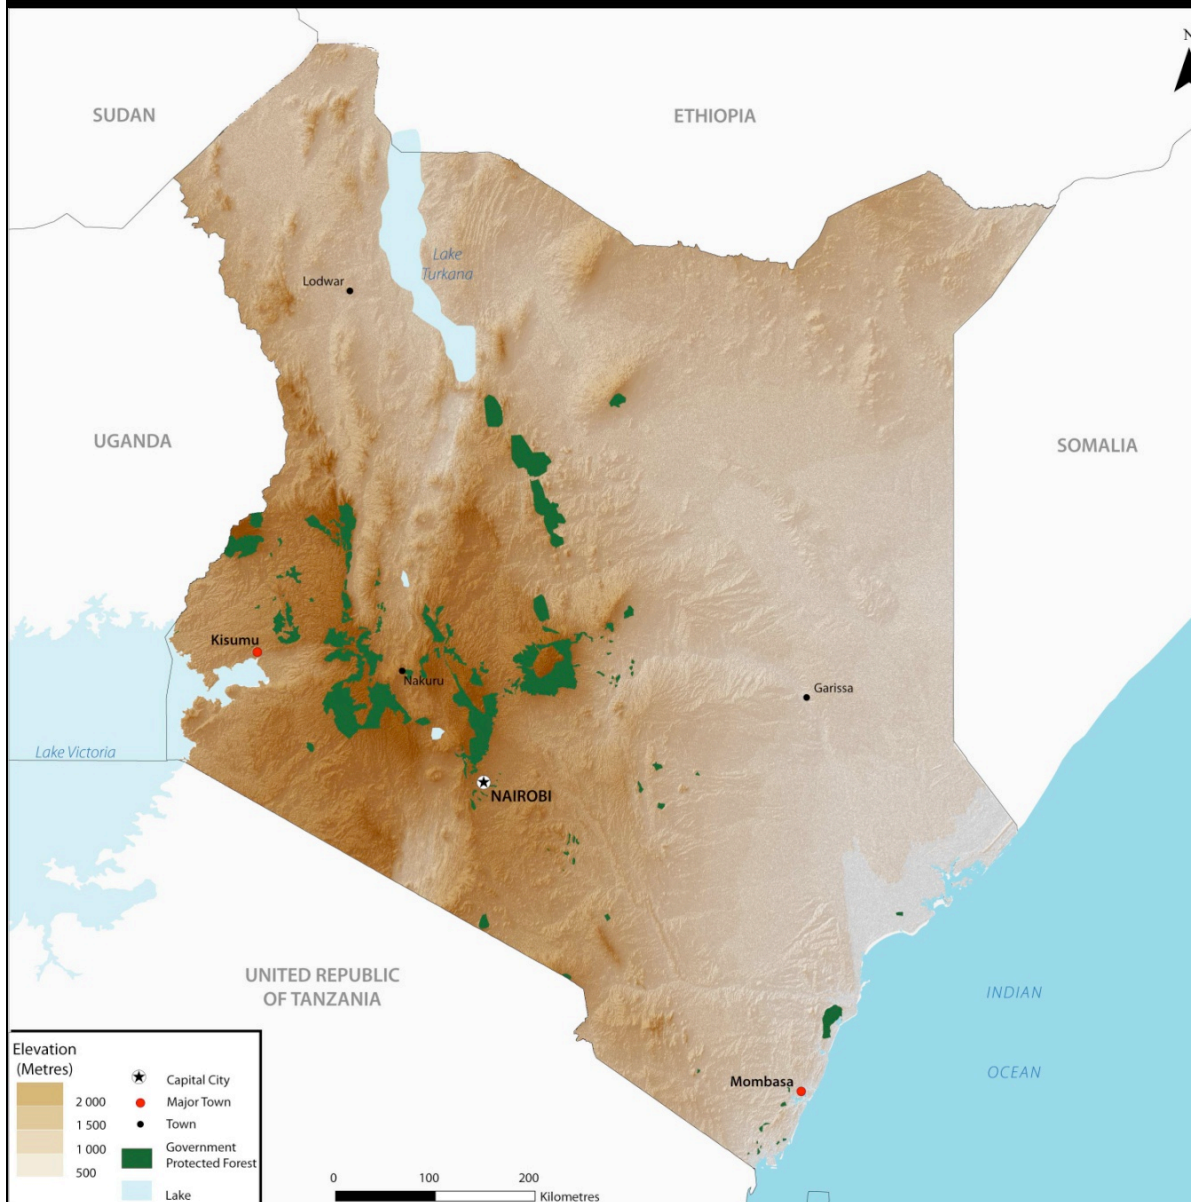 N
SUDAN
ETHIOPIA
Lake
Turkana
Lodwar
UGANDA
SOMALIA
Kisumu
Nakuru
Garissa
Lake Victoria
NAIROBI
UNITED REPUBLIC
OF TANZANIA
INDIAN
OCEAN
Mombasa
Elevation
(Metres)
2 000
1 500
1 000
500
Capital City
Major Town
Town
Government
Protected Forest
Lake
0 100 200
Kilometres